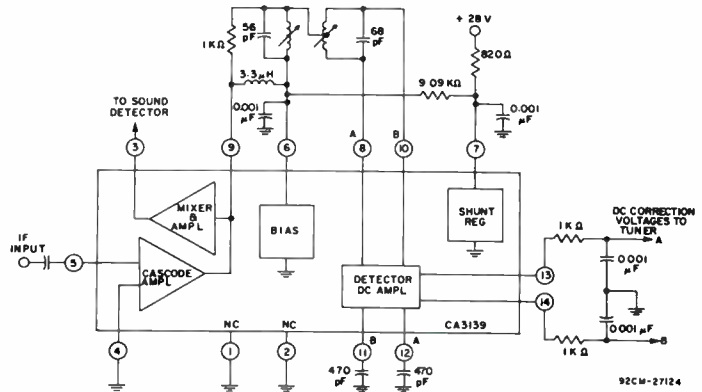 56 pF
68 pF
+ 28 V
1 KΩ
820 Ω
3.3 μH
9.09 KΩ
0.001 μF
0.001 μF
TO SOUND DETECTOR
A
B
3
9
6
8
10
7
MIXER & AMPL
BIAS
SHUNT REG
DC CORRECTION VOLTAGES TO TUNER
1 KΩ
A
IF INPUT
5
CASCODE AMPL
DETECTOR DC AMPL
13
0.001 μF
14
0.001 μF
NC
NC
B
A
CA3139
1 KΩ
B
4
1
2
11
12
470 pF
470 pF
92CM-27124